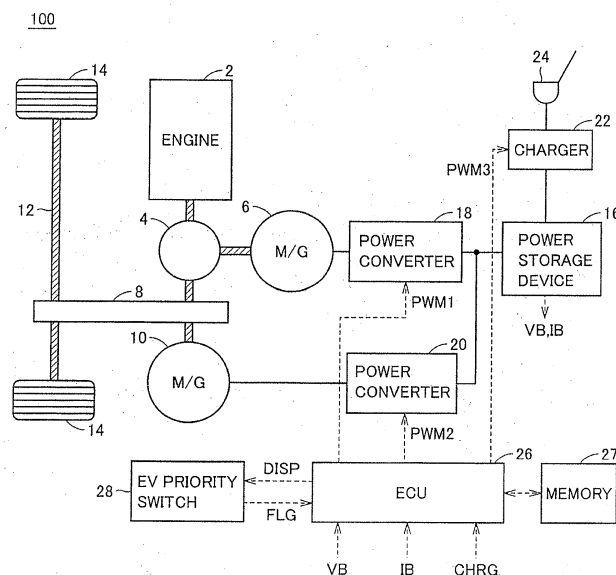 100
14
2
24
ENGINE
22
CHARGER
PWM3
12
4
6
M/G
18
POWER
CONVERTER
16
POWER
STORAGE
DEVICE
8
PWM1
VB,IB
10
M/G
20
POWER
CONVERTER
14
PWM2
26
27
DISP
EV PRIORITY
SWITCH
28
FLG
ECU
MEMORY
VB
IB
CHRG